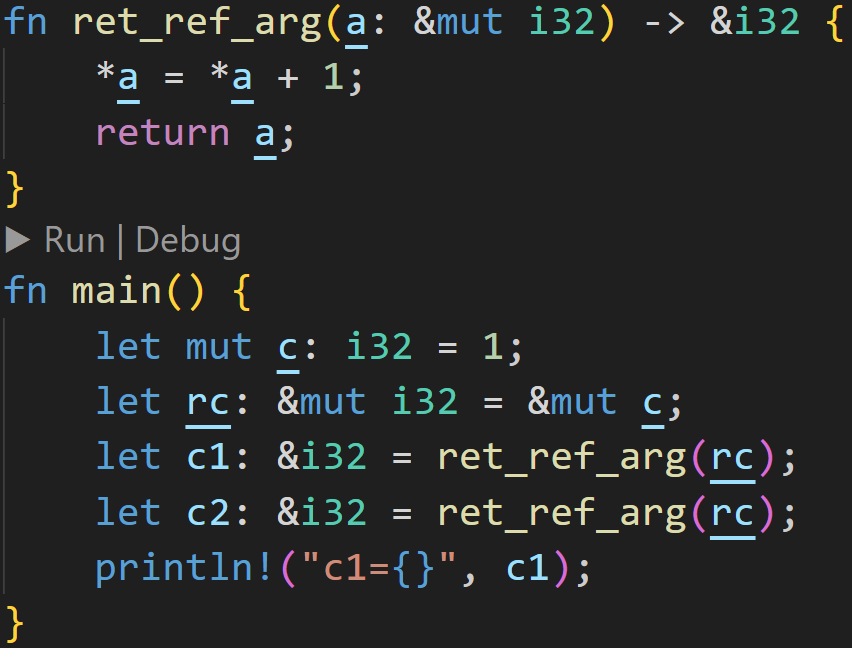 fn ret_ref_arg(a: &mut i32) -> &i32 {
    *a = *a + 1;
    return a;
}
▶ Run | Debug
fn main() {
    let mut c: i32 = 1;
    let rc: &mut i32 = &mut c;
    let c1: &i32 = ret_ref_arg(rc);
    let c2: &i32 = ret_ref_arg(rc);
    println!("c1={}", c1);
}